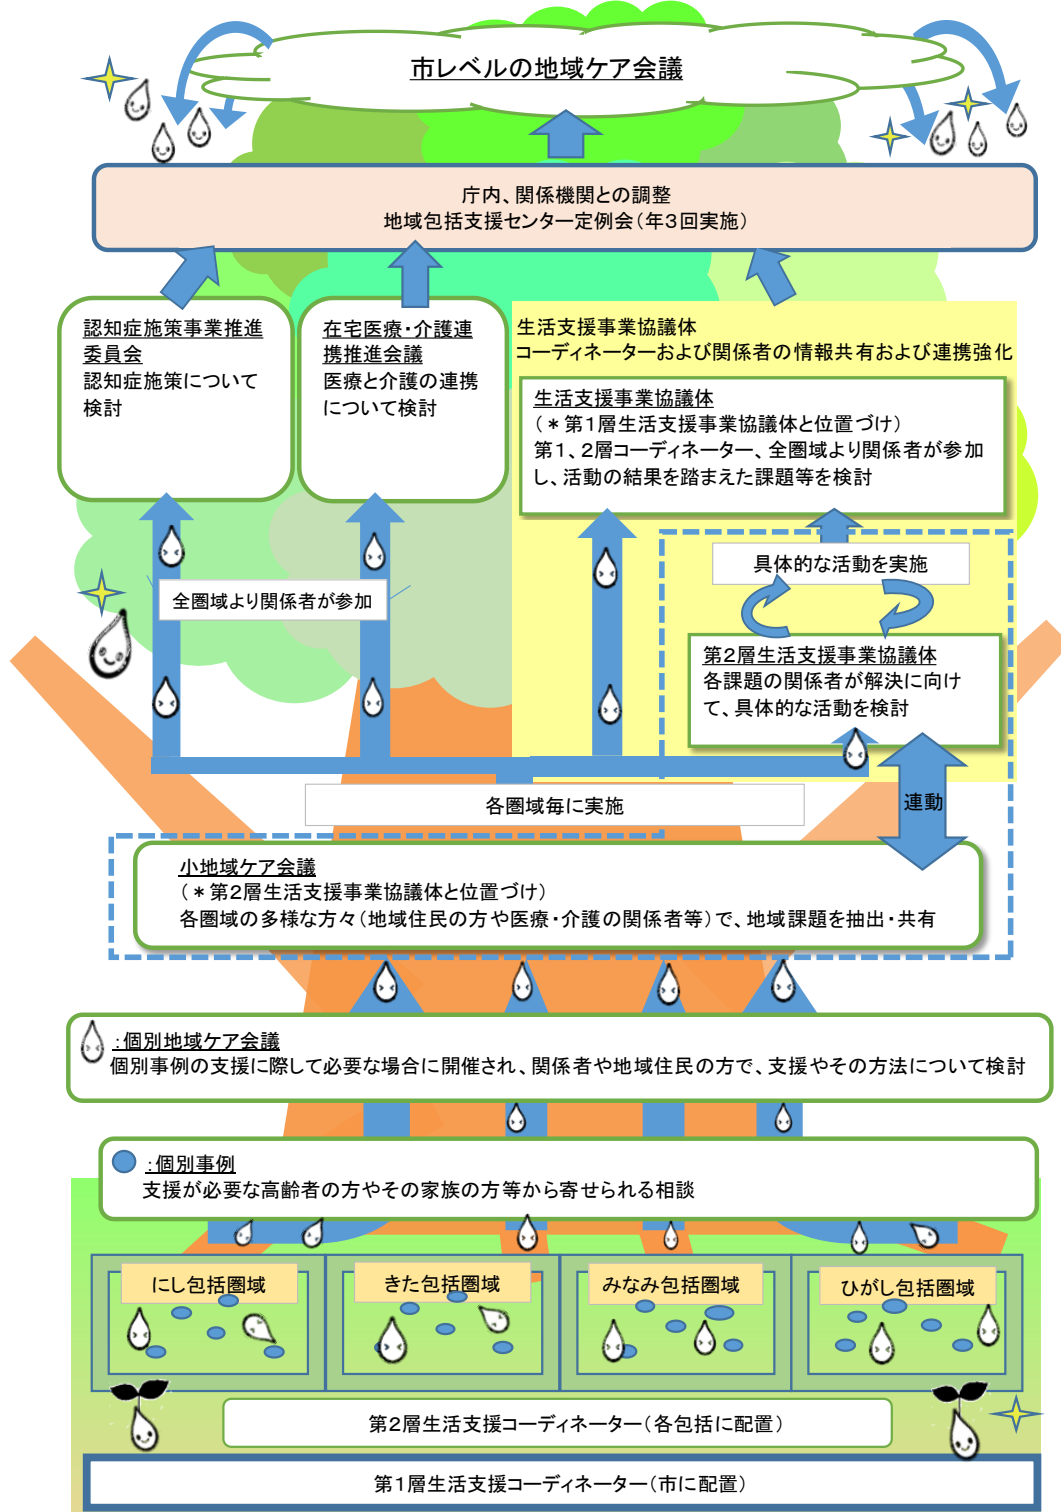 市レベルの地域ケア会議
庁内、関係機関との調整
地域包括支援センター定例会(年3回実施)
認知症施策事業推進
委員会
認知症施策について
検討
在宅医療・介護連
携推進会議
医療と介護の連携
について検討
生活支援事業協議体
コーディネーターおよび関係者の情報共有および連携強化
生活支援事業協議体
(＊第1層生活支援事業協議体と位置づけ)
第1、2層コーディネーター、全圏域より関係者が参加
し、活動の結果を踏まえた課題等を検討
具体的な活動を実施
全圏域より関係者が参加
第2層生活支援事業協議体
各課題の関係者が解決に向け
て、具体的な活動を検討
連動
各圏域毎に実施
小地域ケア会議
(＊第2層生活支援事業協議体と位置づけ)
各圏域の多様な方々(地域住民の方や医療・介護の関係者等)で、地域課題を抽出・共有
:個別地域ケア会議
個別事例の支援に際して必要な場合に開催され、関係者や地域住民の方で、支援やその方法について検討
:個別事例
支援が必要な高齢者の方やその家族の方等から寄せられる相談
にし包括圏域
きた包括圏域
みなみ包括圏域
ひがし包括圏域
第2層生活支援コーディネーター(各包括に配置)
第1層生活支援コーディネーター(市に配置)